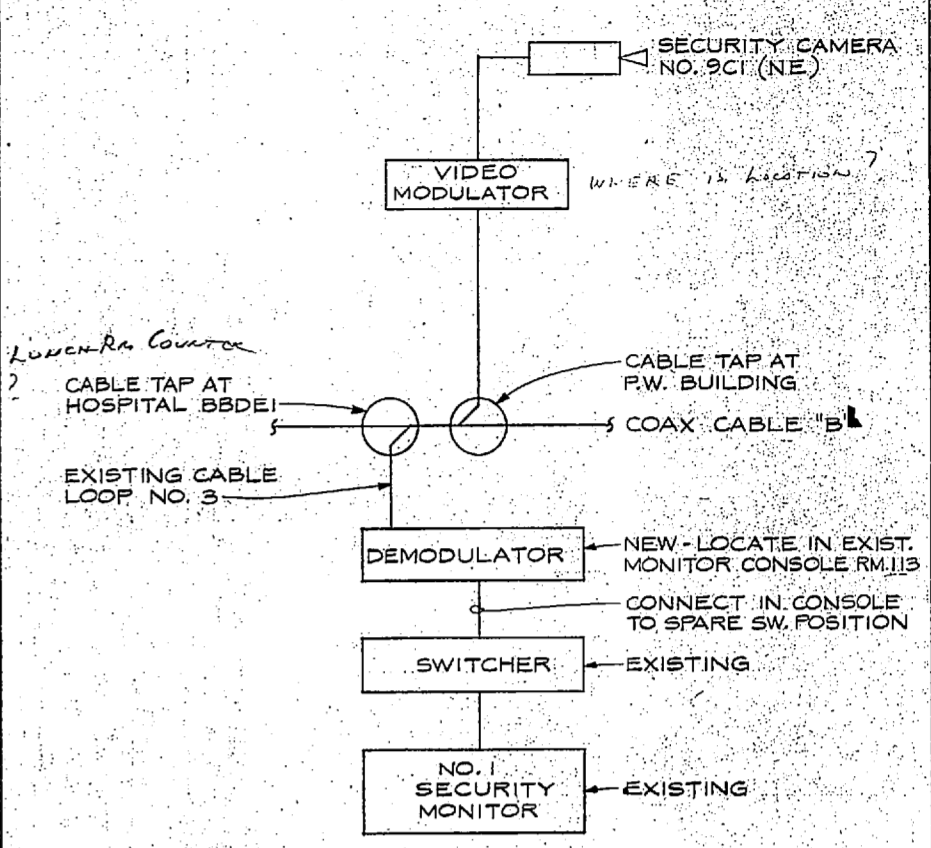 SECURITY CAMERA
NO. 9C1 (NE)
VIDEO
MODULATOR
WHERE IS LOCATION ?
LUNCH RM COUNTER
?
CABLE TAP AT
HOSPITAL BBDE1
CABLE TAP AT
P.W. BUILDING
COAX CABLE "B"
EXISTING CABLE
LOOP NO. 3
DEMODULATOR
NEW - LOCATE IN EXIST.
MONITOR CONSOLE RM. 113
CONNECT IN CONSOLE
TO SPARE SW. POSITION
SWITCHER
EXISTING
NO. 1
SECURITY
MONITOR
EXISTING